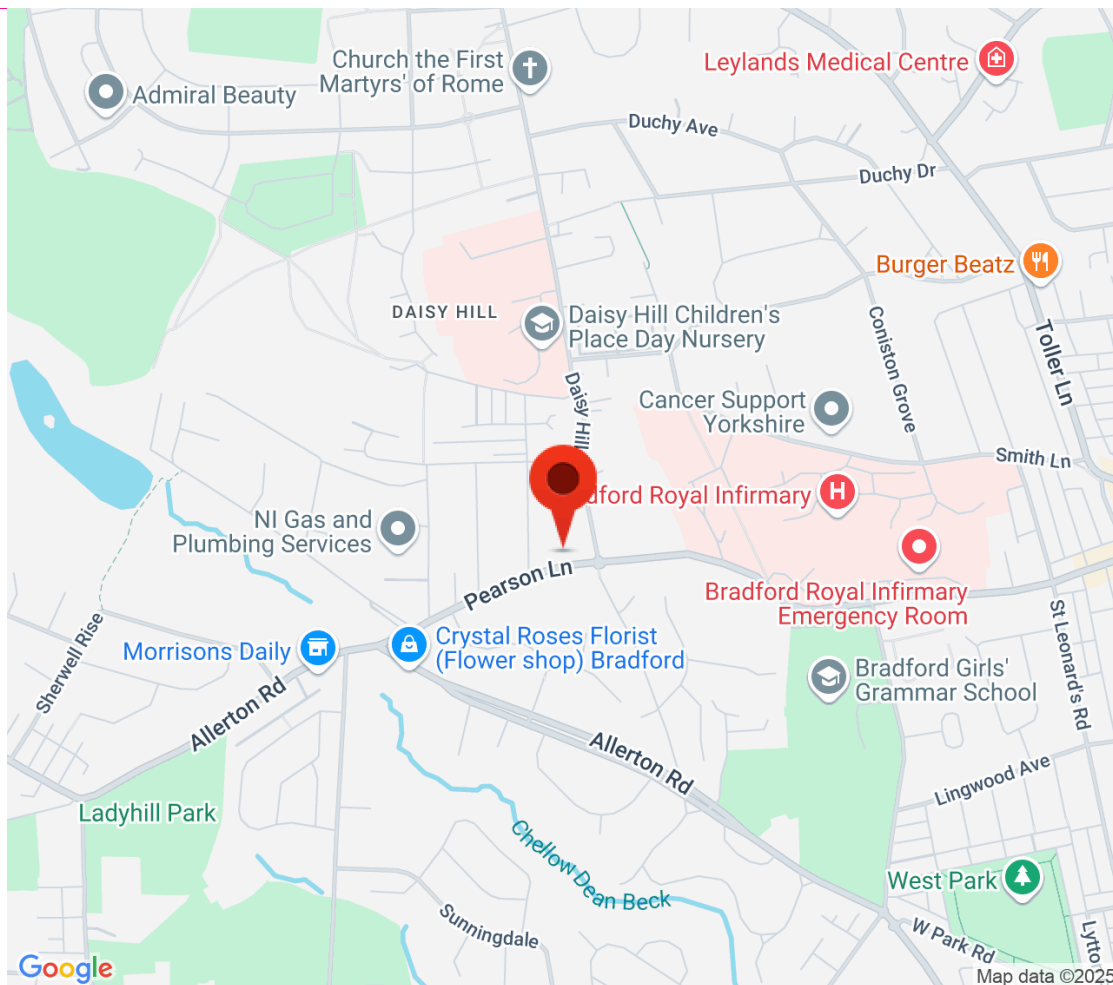 Church the First
Martyrs' of Rome
Leylands Medical Centre
Admiral Beauty
Duchy Ave
Duchy Dr
Burger Beatz
DAISY HILL
Daisy Hill Children's
Place Day Nursery
Toller Ln
Coniston Grove
Daisy Hill
Cancer Support
Yorkshire
Smith Ln
dford Royal Infirmary
H
NI Gas and
Plumbing Services
Pearson Ln
Bradford Royal Infirmary
Emergency Room
St Leonard's Rd
Sherwell Rise
Morrisons Daily
Crystal Roses Florist
(Flower shop) Bradford
Bradford Girls'
Grammar School
Allerton Rd
Allerton Rd
Lingwood Ave
Ladyhill Park
Chellow Dean Beck
West Park
Sunningdale
W Park Rd
Lytto
Google
Map data ©2025